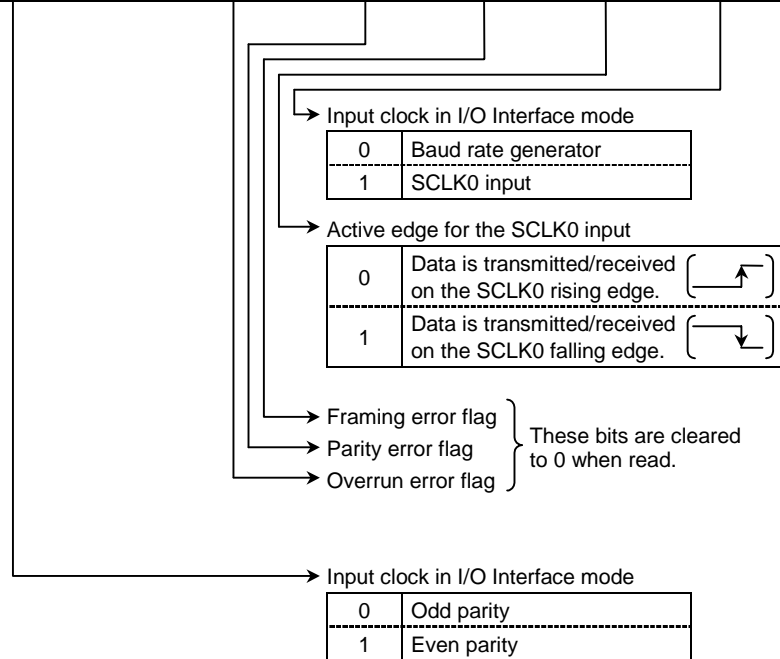 Input clock in I/O Interface mode
0 Baud rate generator
1 SCLK0 input
Active edge for the SCLK0 input
0 Data is transmitted/received
on the SCLK0 rising edge.
1 Data is transmitted/received
on the SCLK0 falling edge.
Framing error flag
Parity error flag
Overrun error flag
These bits are cleared
to 0 when read.
Input clock in I/O Interface mode
0 Odd parity
1 Even parity